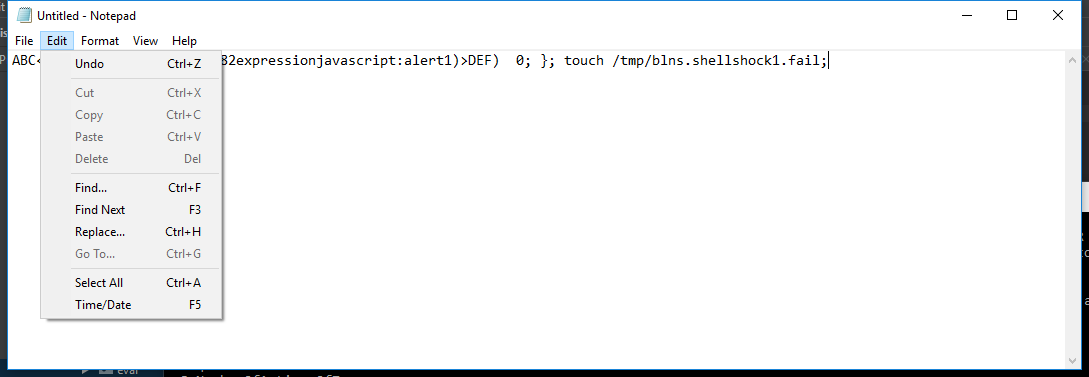 Untitled - Notepad
File Edit Format View Help
ABC< 82expressionjavascript:alert1)>DEF)  0; }; touch /tmp/blns.shellshock1.fail;
Undo Ctrl+Z
Cut Ctrl+X
Copy Ctrl+C
Paste Ctrl+V
Delete Del
Find... Ctrl+F
Find Next F3
Replace... Ctrl+H
Go To... Ctrl+G
Select All Ctrl+A
Time/Date F5
eval